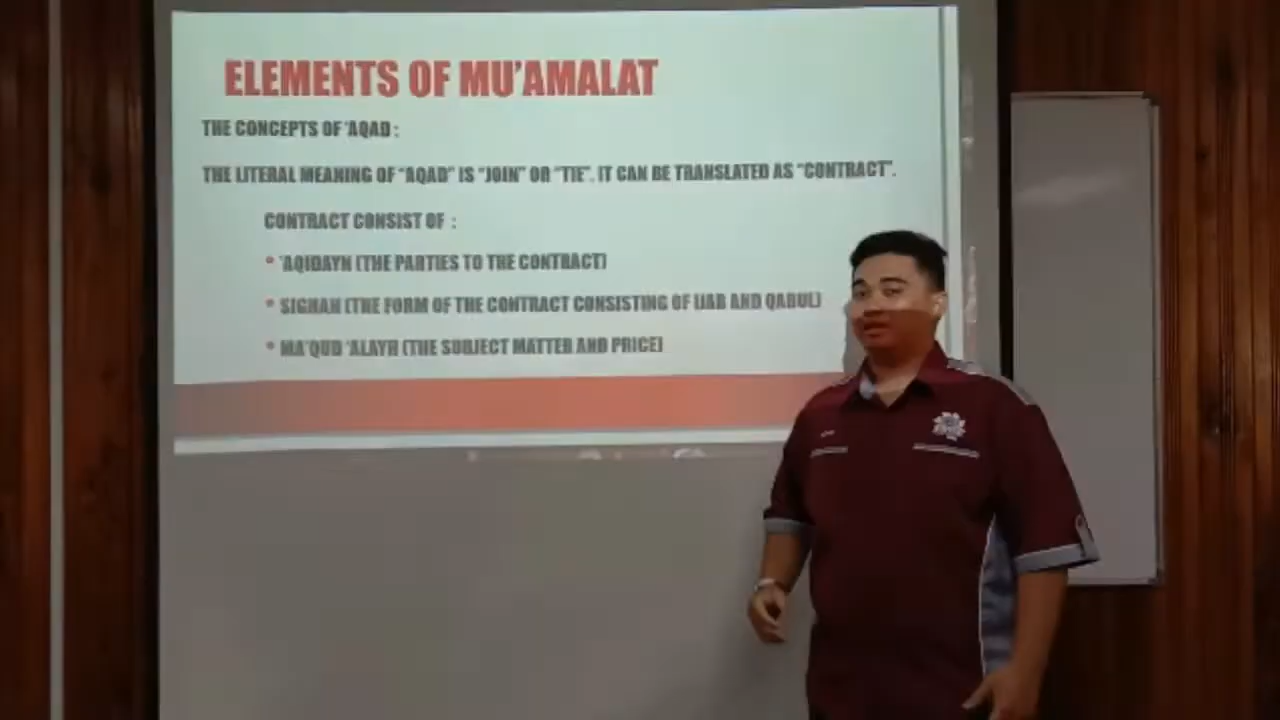 ELEMENTS OF MU'AMALAT
THE CONCEPTS OF 'AQAD :
THE LITERAL MEANING OF "AQAD" IS "JOIN" OR "TIE". IT CAN BE TRANSLATED AS "CONTRACT".
CONTRACT CONSIST OF :
• 'AQIDAYN (THE PARTIES TO THE CONTRACT)
• SIGHAH (THE FORM OF THE CONTRACT CONSISTING OF IJAB AND QABUL)
• MA'QUD 'ALAYH (THE SUBJECT MATTER AND PRICE)